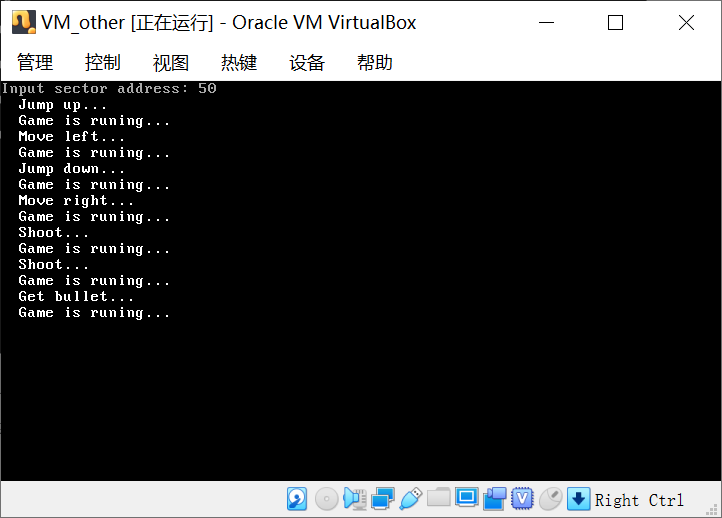 VM_other [正在运行] - Oracle VM VirtualBox
管理 控制 视图 热键 设备 帮助
Input sector address: 50
Jump up...
Game is runing...
Move left...
Game is runing...
Jump down...
Game is runing...
Move right...
Game is runing...
Shoot...
Game is runing...
Shoot...
Game is runing...
Get bullet...
Game is runing...
Right Ctrl